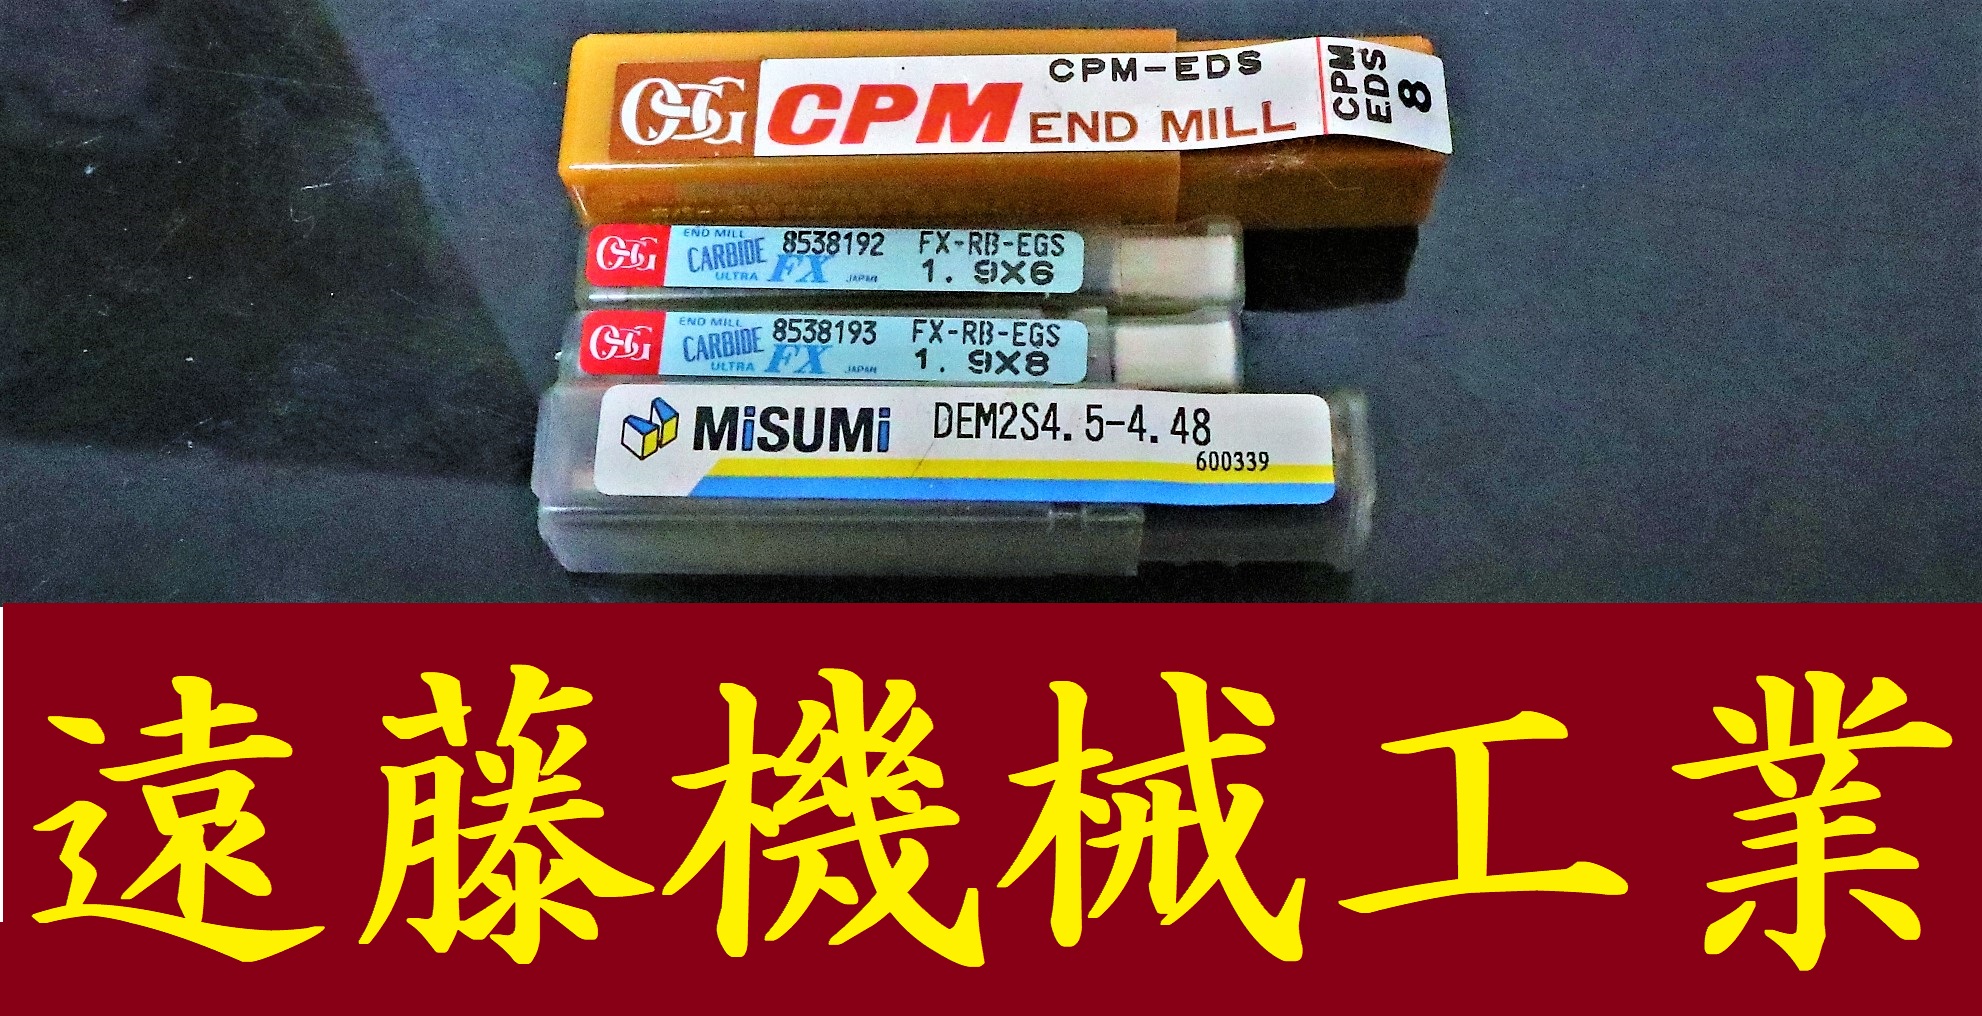 OSG CPM CPM-EDS END MILL CPM EDS 8
OSG END MILL CARBIDE ULTRA FX JAPAN 8538192 FX-RB-EGS 1.9X6
OSG END MILL CARBIDE ULTRA FX JAPAN 8538193 FX-RB-EGS 1.9X8
MiSUMi DEM2S4.5-4.48
600339
遠藤機械工業